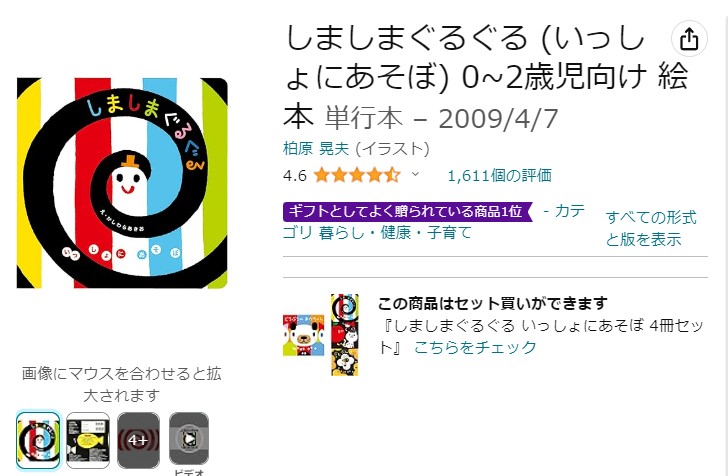 しましまぐるぐる (いっし
ょにあそぼ) 0~2歳児向け 絵
本 単行本 – 2009/4/7
柏原 晃夫 (イラスト)
4.6
1,611個の評価
ギフトとしてよく贈られている商品1位 - カテ
ゴリ 暮らし・健康・子育て
すべての形式
と版を表示
しましまぐるぐる
え・かしわらあきお
いっしょにあそぼ
この商品はセット買いができます
『しましまぐるぐる いっしょにあそぼ 4冊セッ
ト』 こちらをチェック
画像にマウスを合わせると拡
大されます
4+
ビデオ